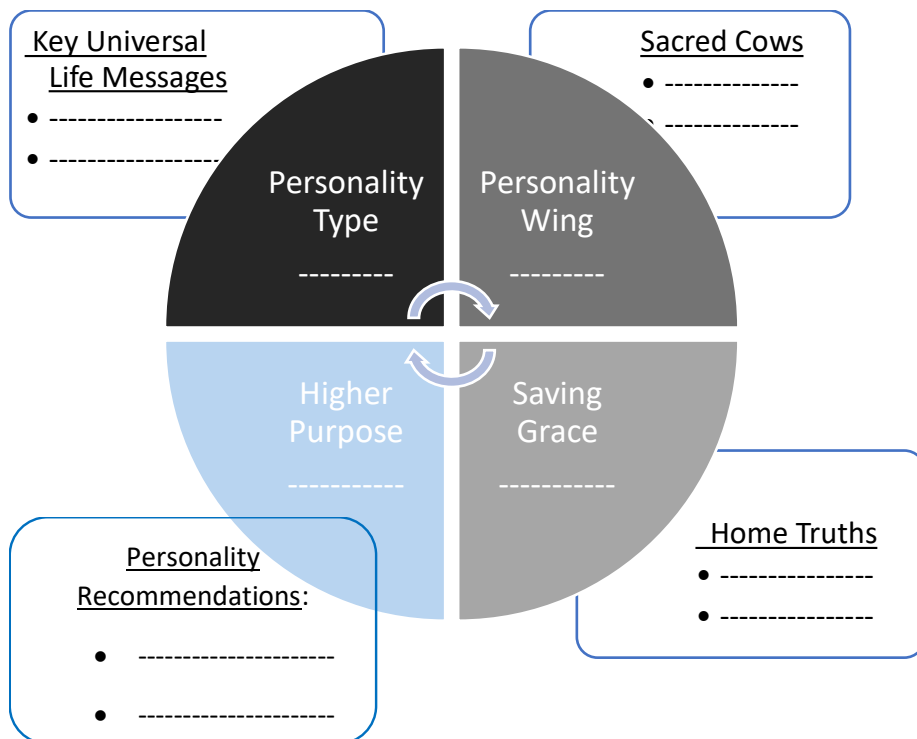 Key Universal
Life Messages
• ------------------
• ------------------
Sacred Cows
• --------------
• --------------
Personality
Type
---------
Personality
Wing
---------
Higher
Purpose
-----------
Saving
Grace
-----------
Personality
Recommendations:
• --------------------
• --------------------
Home Truths
• ----------------
• ----------------